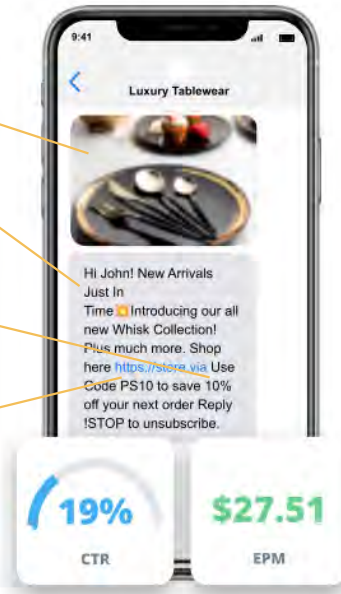 9:41
Luxury Tablewear
Hi John! New Arrivals
Just In
Time💥Introducing our all
new Whisk Collection!
Plus much more. Shop
here https://store.via Use
Code PS10 to save 10%
off your next order Reply
!STOP to unsubscribe.
19%
CTR
$27.51
EPM